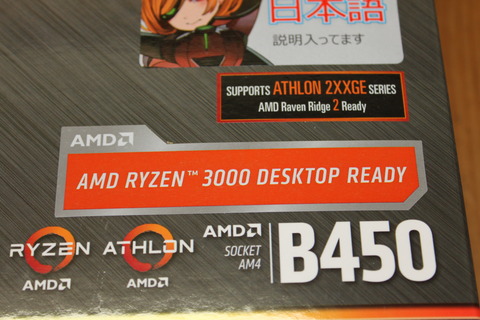 日本語
説明入ってます
SUPPORTS ATHLON 2XXGE SERIES
AMD Raven Ridge 2 Ready
AMD
AMD RYZEN™ 3000 DESKTOP READY
RYZEN
AMD
ATHLON
AMD
AMD
SOCKET
AM4
B450